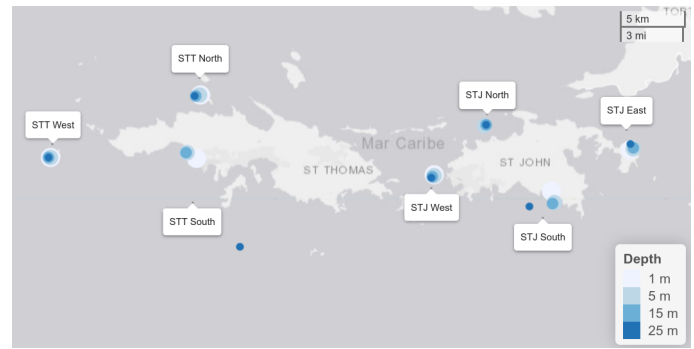 TORT
5 km
3 mi
STT North
STJ North
STJ East
STT West
Mar Caribe
ST THOMAS
ST JOHN
STJ West
STT South
STJ South
Depth
1 m
5 m
15 m
25 m